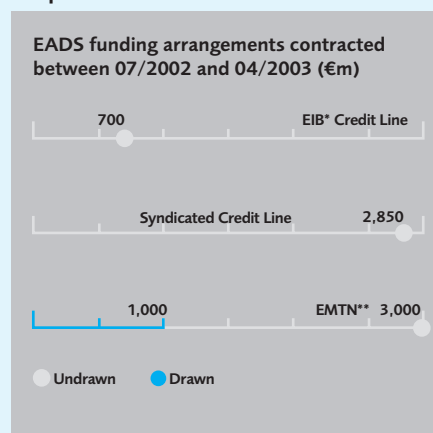 EADS funding arrangements contracted
between 07/2002 and 04/2003 (€m)
700 EIB* Credit Line
Syndicated Credit Line 2,850
1,000 EMTN** 3,000
Undrawn Drawn